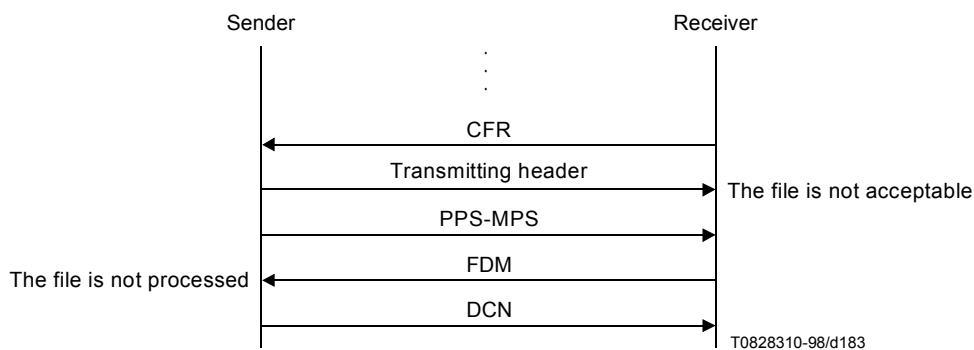 Sender
Receiver
CFR
Transmitting header
The file is not acceptable
PPS-MPS
FDM
The file is not processed
DCN
T0828310-98/d183